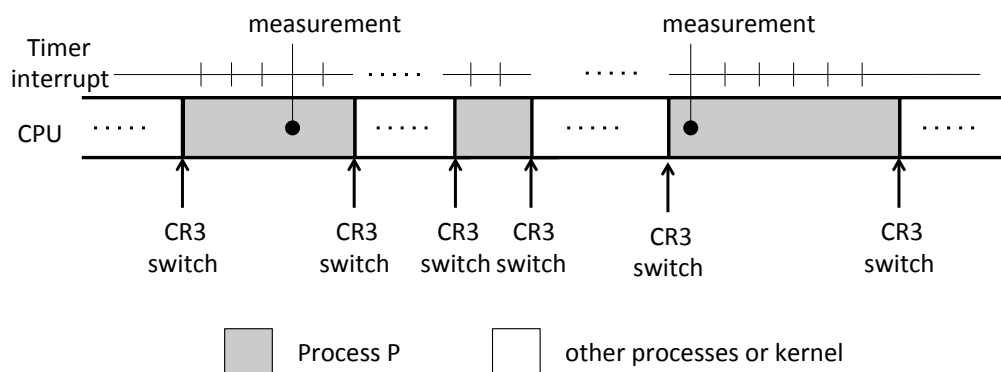 measurement
measurement
Timer
interrupt
......
......
CPU
......
......
......
......
CR3
switch
CR3
switch
CR3
switch
CR3
switch
CR3
switch
CR3
switch
Process P
other processes or kernel